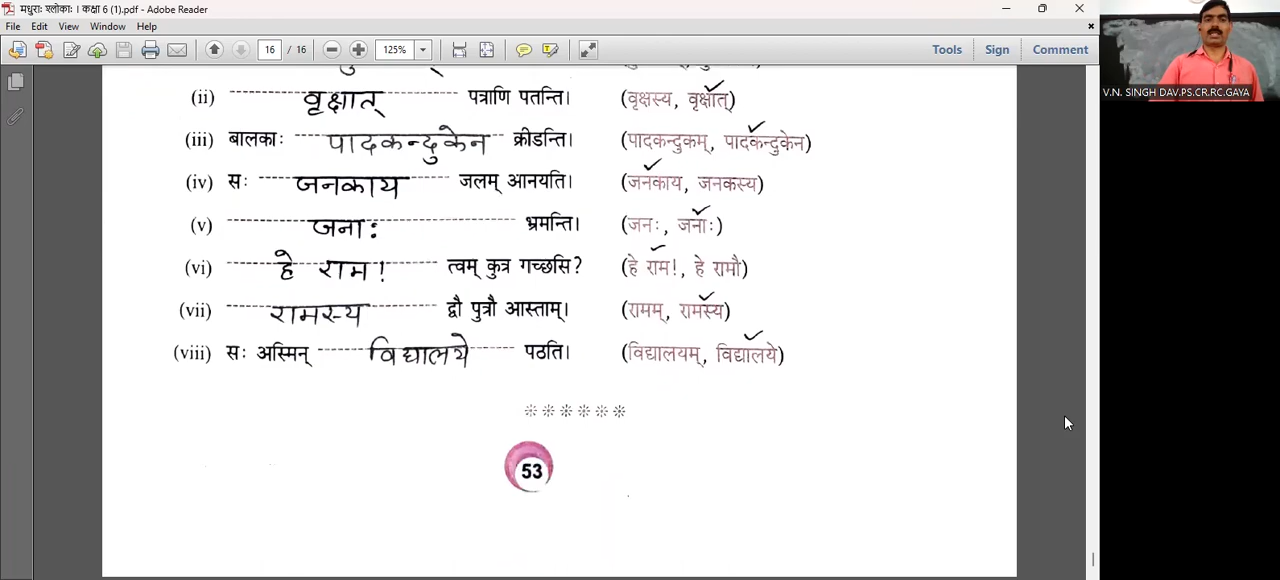 मधुराः श्लोकाः । कक्षा 6 (1).pdf - Adobe Reader
File Edit View Window Help
16 / 16 125% Tools Sign Comment
V.N. SINGH DAV.PS.CR.RC.GAYA
(ii) वृक्षात् पत्राणि पतन्ति। (वृक्षस्य, वृक्षात्)
(iii) बालकाः पादकन्दुकेन क्रीडन्ति। (पादकन्दुकम्, पादकन्दुकेन)
(iv) सः जनकाय जलम् आनयति। (जनकाय, जनकस्य)
(v) जनाः भ्रमन्ति। (जनः, जनाः)
(vi) हे राम! त्वम् कुत्र गच्छसि? (हे राम!, हे रामौ)
(vii) रामस्य द्वौ पुत्रौ आस्ताम्। (रामम्, रामस्य)
(viii) सः अस्मिन् विद्यालये पठति। (विद्यालयम्, विद्यालये)
53